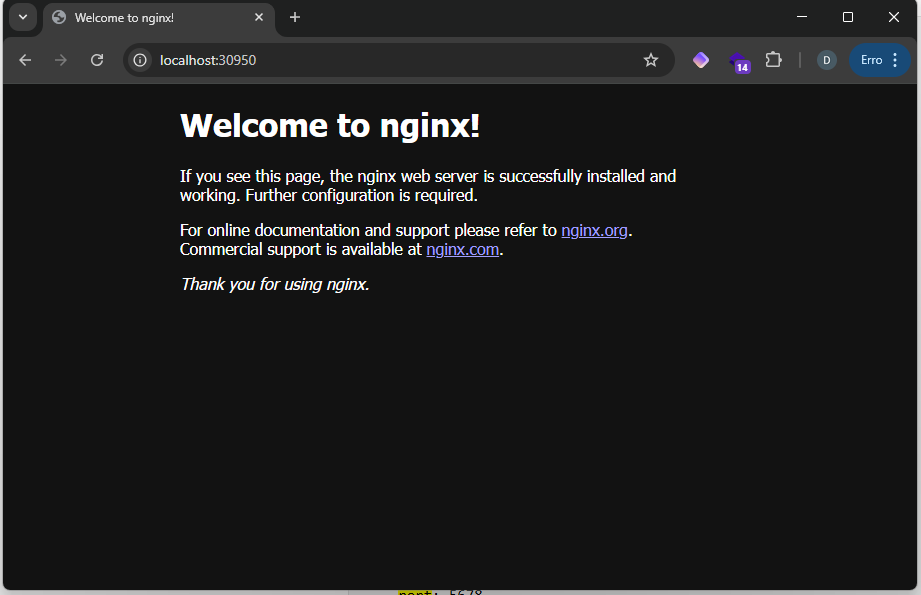 Welcome to nginx!
localhost:30950
14
D
Erro
Welcome to nginx!
If you see this page, the nginx web server is successfully installed and
working. Further configuration is required.
For online documentation and support please refer to nginx.org.
Commercial support is available at nginx.com.
Thank you for using nginx.
port: 5678